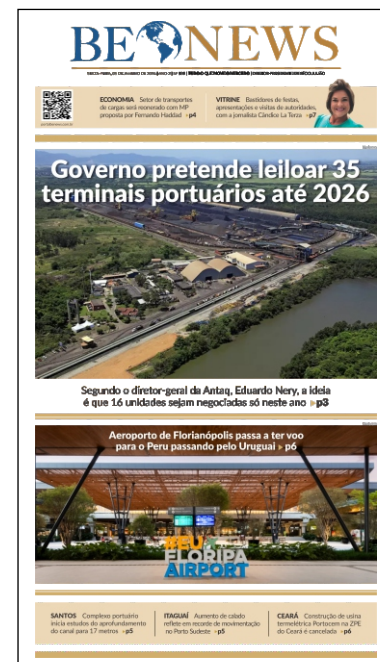 BE NEWS
ECONOMIA Setor de transportes
de cargas será reonerado com MP
proposta por Fernando Haddad ▸p4
VITRINE Bastidores de festas,
apresentações e visitas de autoridades,
com a jornalista Cândice La Terza ▸p7
Governo pretende leiloar 35
terminais portuários até 2026
Segundo o diretor-geral da Antaq, Eduardo Nery, a ideia
é que 16 unidades sejam negociadas só neste ano ▸p3
Aeroporto de Florianópolis passa a ter voo
para o Peru passando pelo Uruguai ▸ p6
#EU
FLORIPA
AIRPORT
SANTOS Complexo portuário
inicia estudos do aprofundamento
do canal para 17 metros ▸p5
ITAGUAÍ Aumento de calado
reflete em recorde de movimentação
no Porto Sudeste ▸p5
CEARÁ Construção de usina
termelétrica Portocem na ZPE
do Ceará é cancelada ▸p6